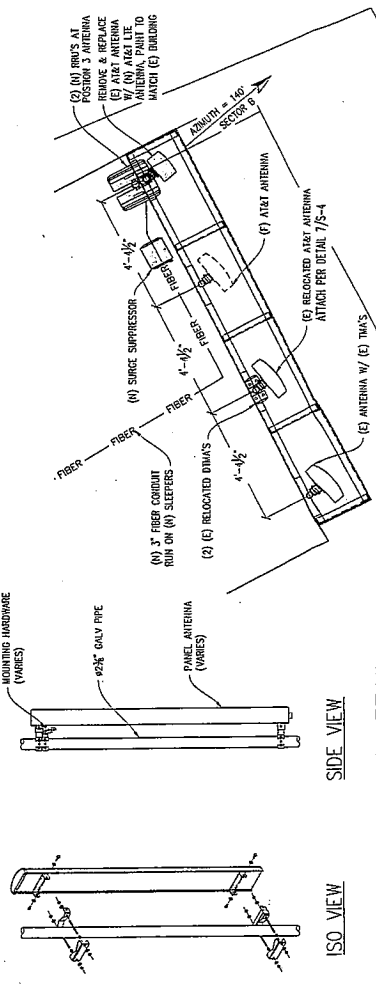 MOUNTING HARDWARE
(VARIES)
Ø2⅜" GALV PIPE
PANEL ANTENNA
(VARIES)
ISO VIEW
SIDE VIEW
(2) (N) RRU'S AT
POSTION 3 ANTENNA
REMOVE & REPLACE
(E) AT&T ANTENNA
W/ (N) AT&T LTE
ANTENNA, PAINT TO
MATCH (E) BUILDING
AZIMUTH = 140°
SECTOR B
4'-4½"
4'-4½"
4'-4½"
(N) SURGE SUPPRESSOR
FIBER
FIBER
FIBER
FIBER
FIBER
(N) 3" FIBER CONDUIT
RUN ON (N) SLEEPERS
(2) (E) RELOCATED DTMA'S
(F) AT&T ANTENNA
(E) RELOCATED AT&T ANTENNA
ATTACH PER DETAIL 7/S-4
(E) ANTENNA W/ (E) TMA'S